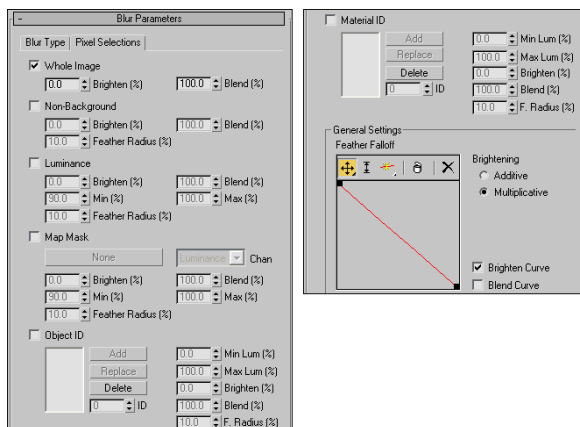 - Blur Parameters
Blur Type Pixel Selections
Whole Image
0.0 Brighten (%) 100.0 Blend (%)
Non-Background
0.0 Brighten (%) 100.0 Blend (%)
10.0 Feather Radius (%)
Luminance
0.0 Brighten (%) 100.0 Blend (%)
90.0 Min (%) 100.0 Max (%)
10.0 Feather Radius (%)
Map Mask
None Luminance Chan
0.0 Brighten (%) 100.0 Blend (%)
90.0 Min (%) 100.0 Max (%)
10.0 Feather Radius (%)
Object ID
Add 0.0 Min Lum (%)
Replace 100.0 Max Lum (%)
Delete 0.0 Brighten (%)
0 ID 100.0 Blend (%)
10.0 F. Radius (%)
Material ID
Add 0.0 Min Lum (%)
Replace 100.0 Max Lum (%)
Delete 0.0 Brighten (%)
0 ID 100.0 Blend (%)
10.0 F. Radius (%)
General Settings
Feather Falloff
Brightening
Additive
Multiplicative
Brighten Curve
Blend Curve